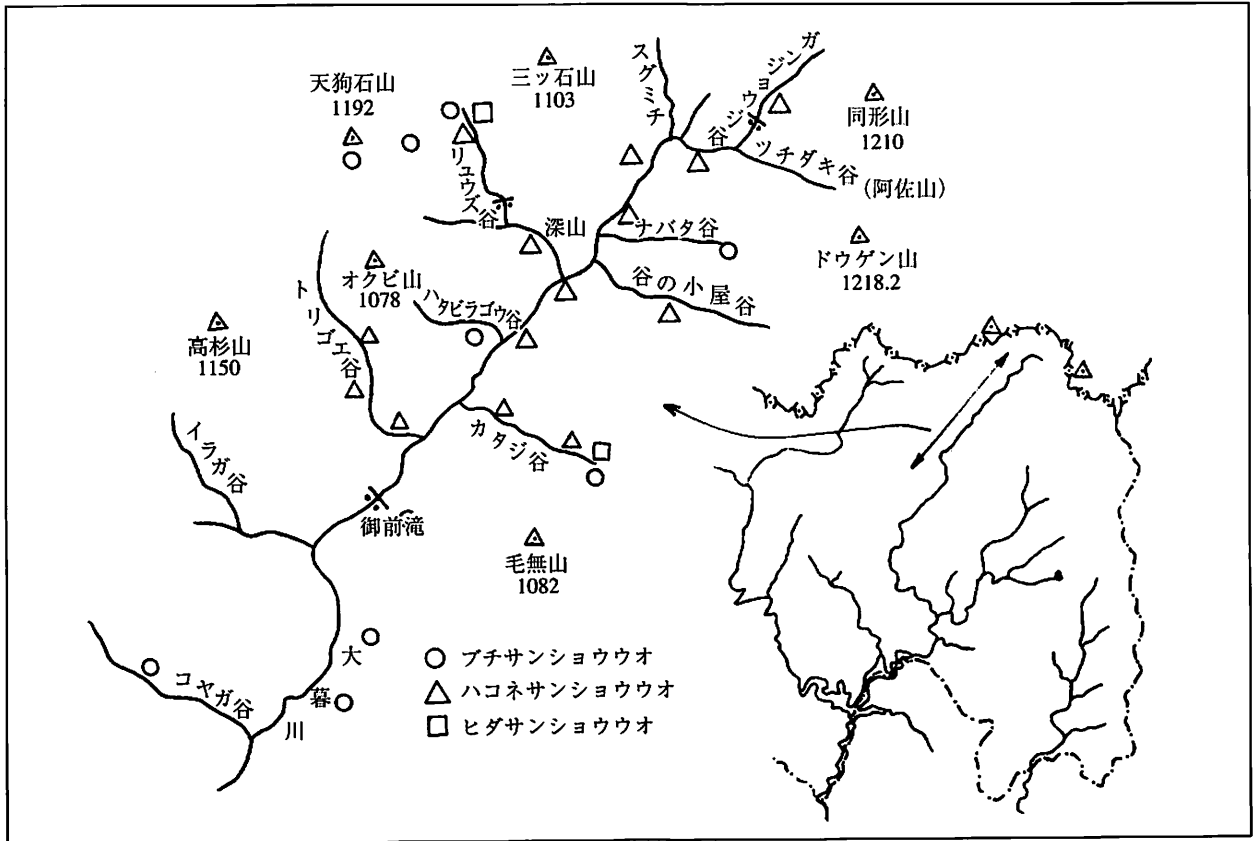 天狗石山
1192
三ッ石山
1103
スグミチ
ガジョウジン
ジョウジ谷
同形山
1210
ツチダキ谷
(阿佐山)
リュウズ谷
深山
ナバタ谷
ドウゲン山
1218.2
オクビ山
1078
ハタビラゴウ谷
谷の小屋谷
トリゴエ谷
高杉山
1150
カタジ谷
イラガ谷
御前滝
毛無山
1082
コヤガ谷
大暮川
ブチサンショウウオ
ハコネサンショウウオ
ヒダサンショウウオ